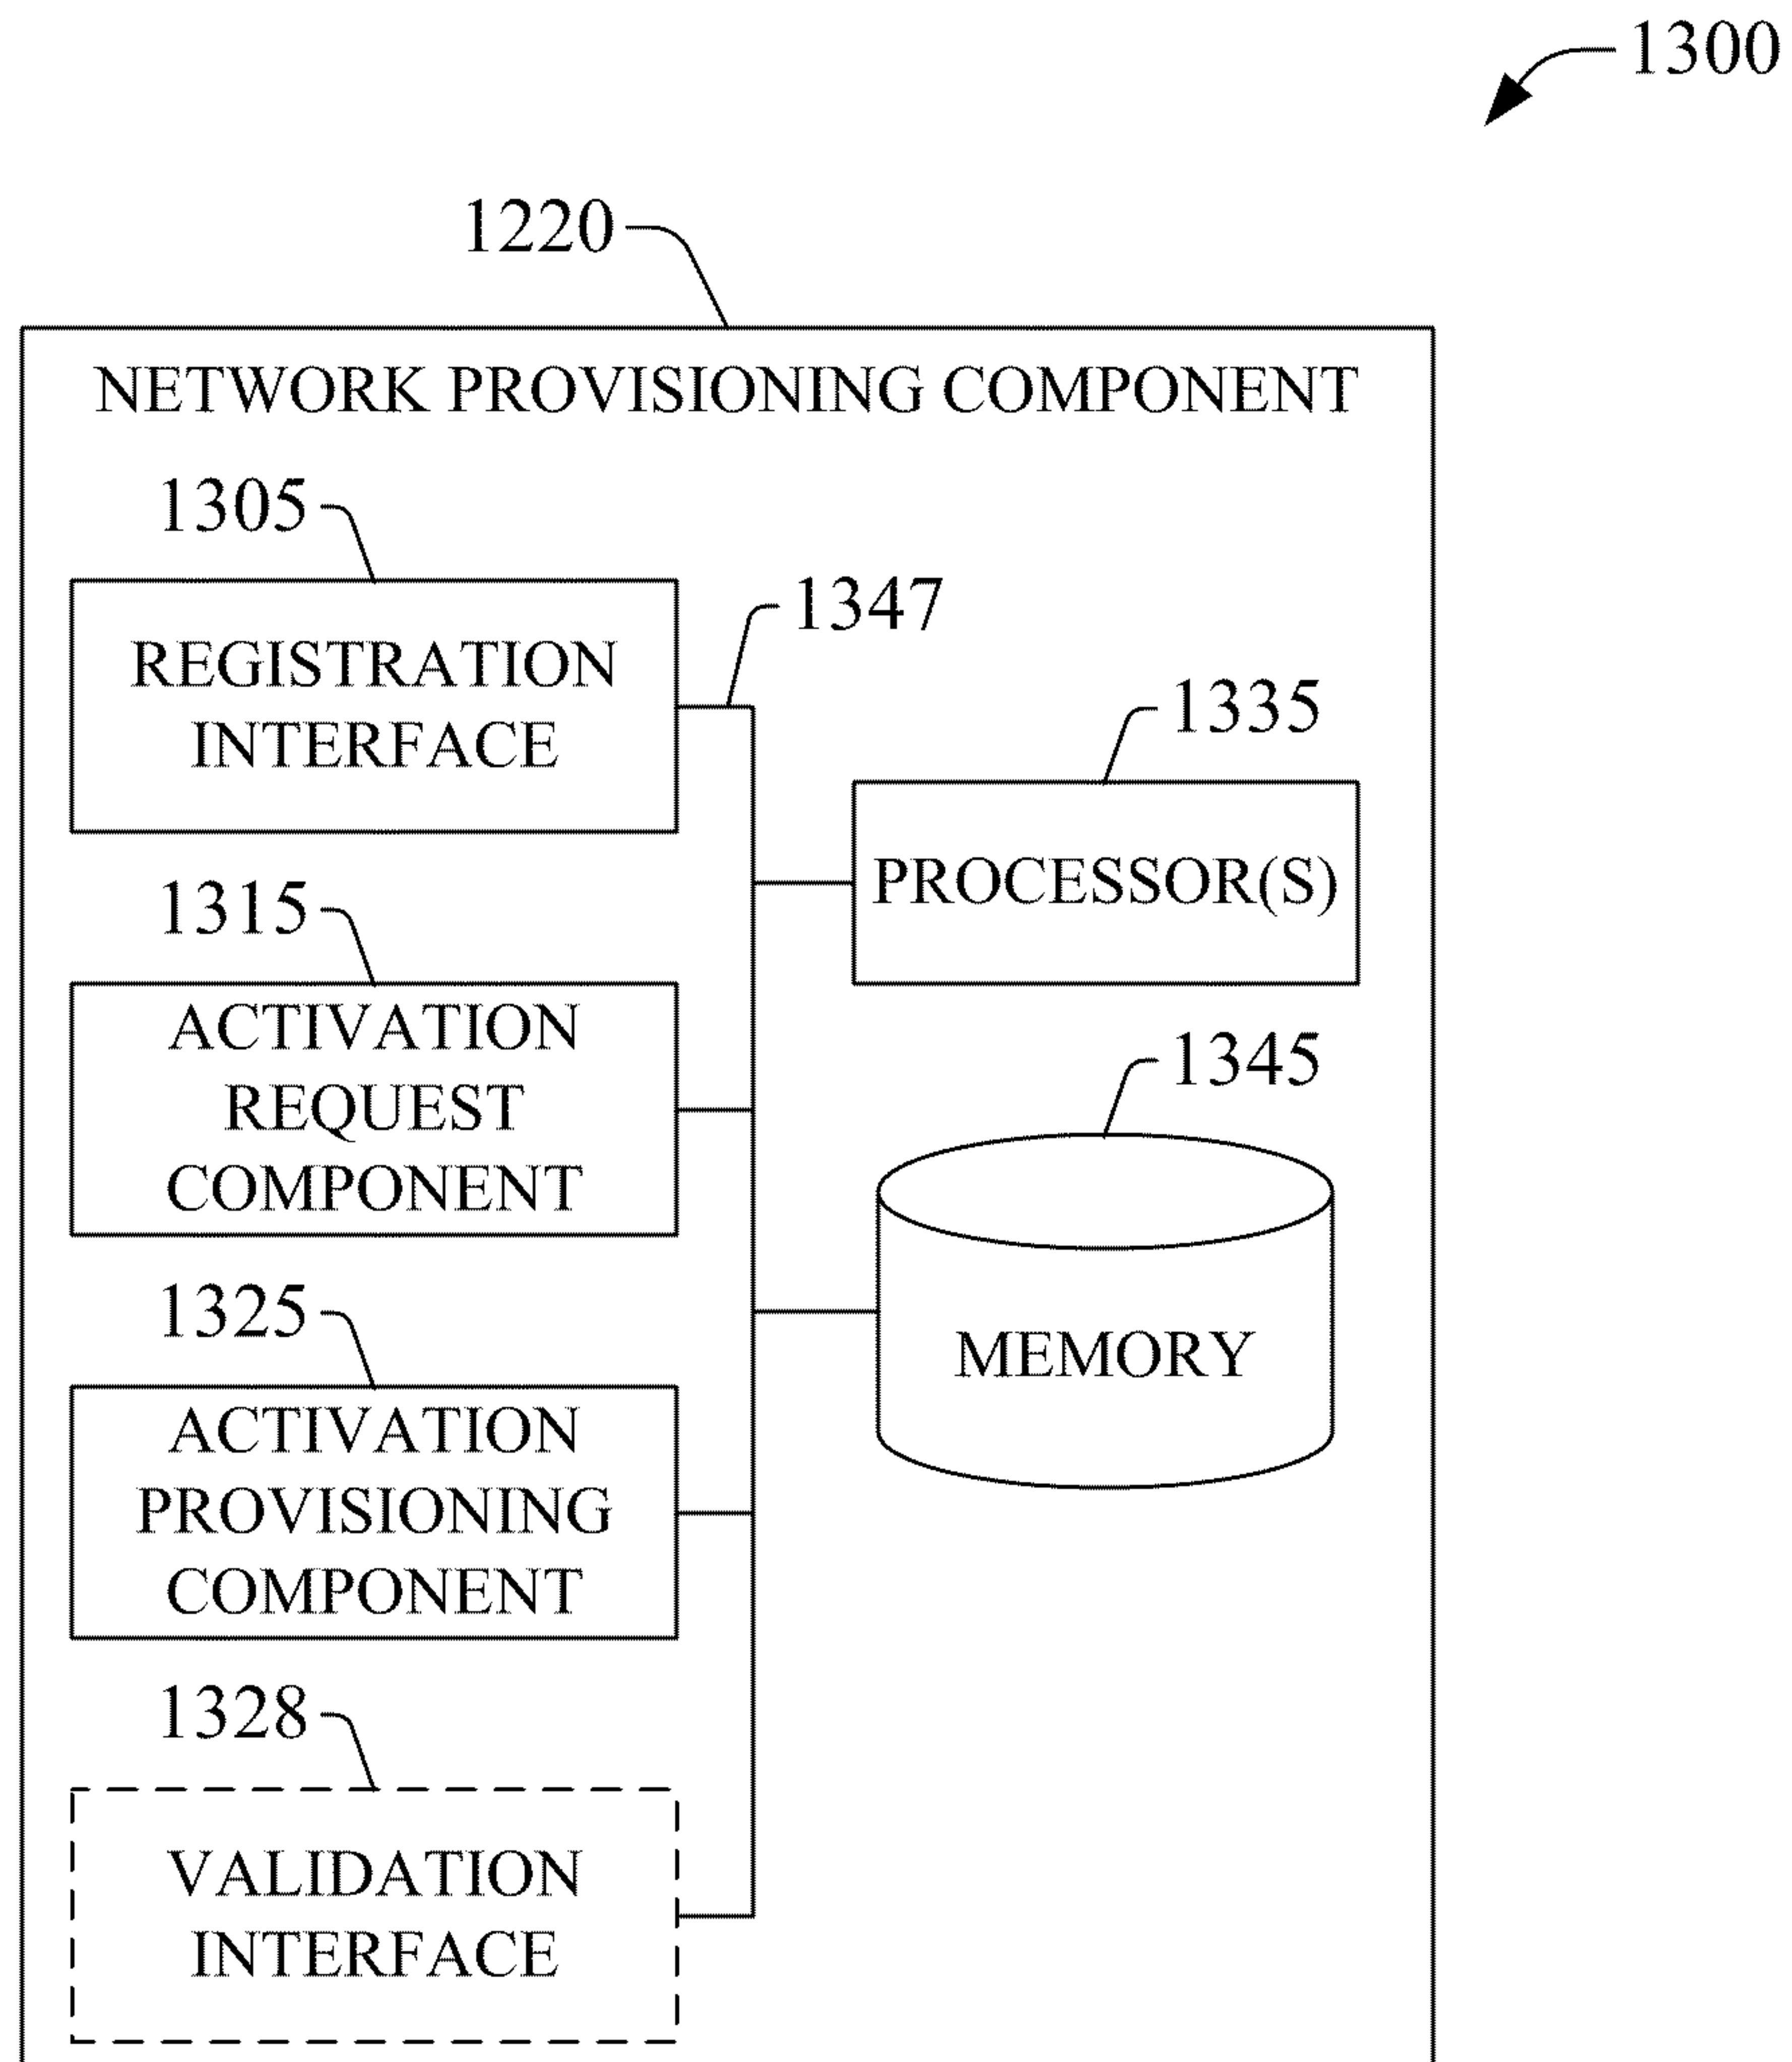 1300
1220
NETWORK PROVISIONING COMPONENT
1305
REGISTRATION
INTERFACE
1347
1335
PROCESSOR(S)
1315
ACTIVATION
REQUEST
COMPONENT
1345
MEMORY
1325
ACTIVATION
PROVISIONING
COMPONENT
1328
VALIDATION
INTERFACE